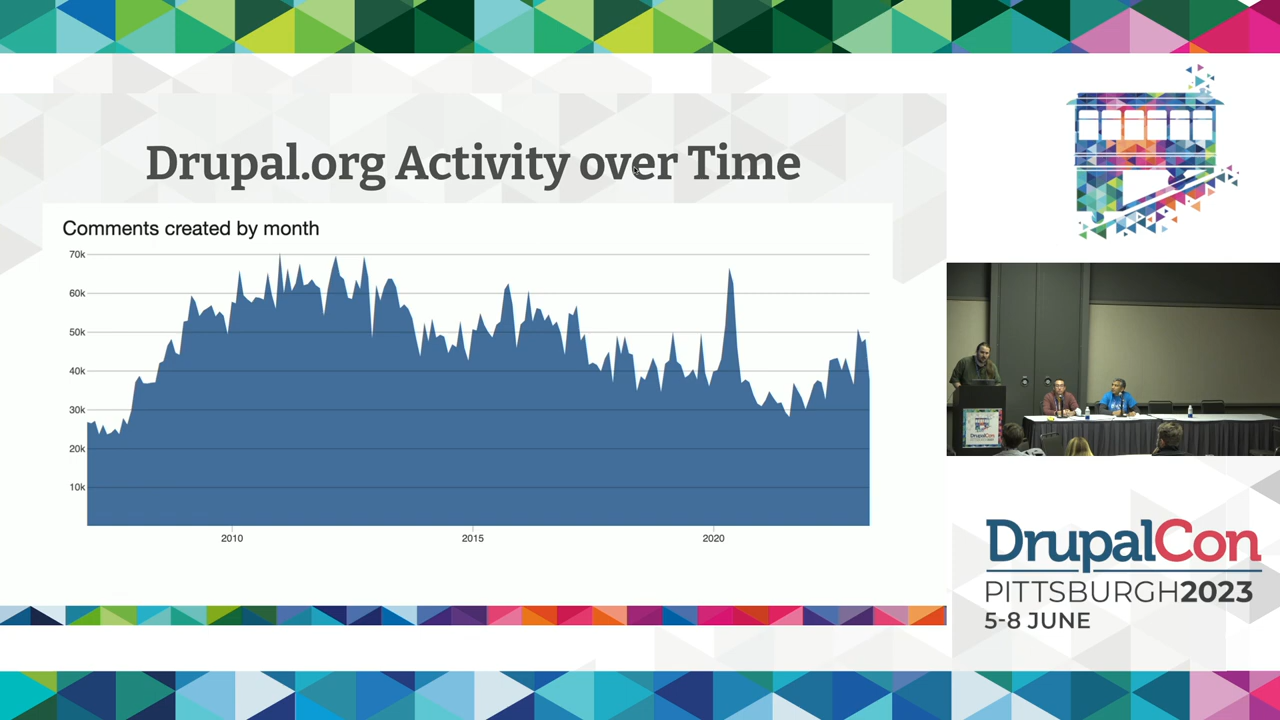 Drupal.org Activity over Time
Comments created by month
70k
60k
50k
40k
30k
20k
10k
2010
2015
2020
DrupalCon
DrupalCon
PITTSBURGH2023
5-8 JUNE